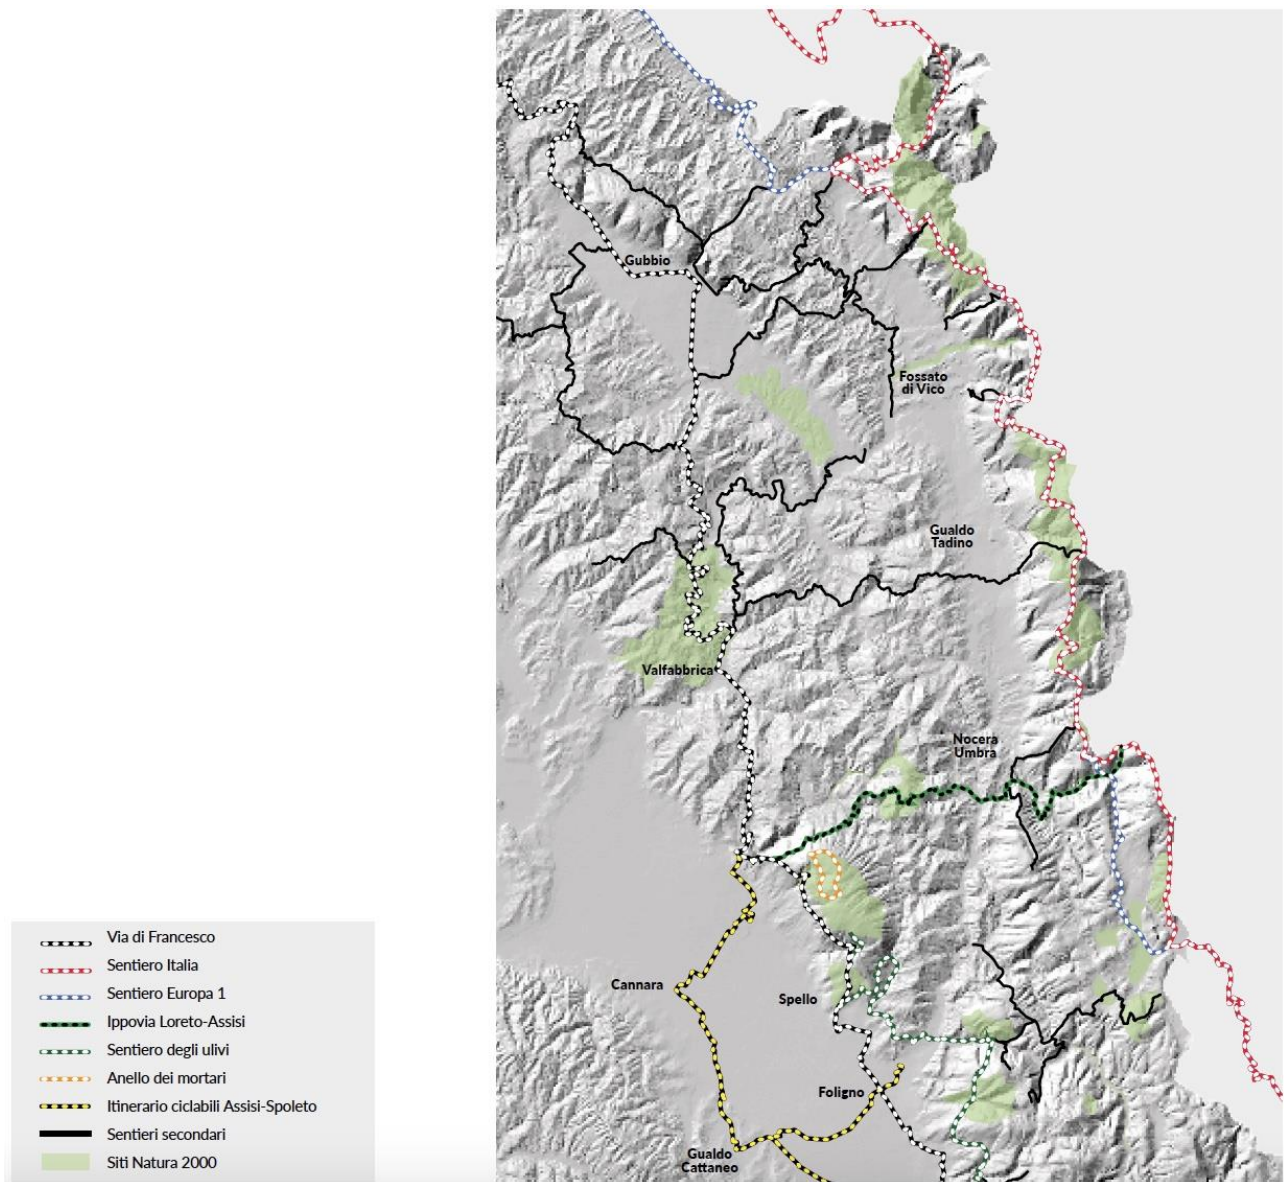 Gubbio
Fossato
di Vico
Gualdo
Tadino
Valfabbrica
Nocera
Umbra
Cannara
Spello
Foligno
Gualdo
Cattaneo
Via di Francesco
Sentiero Italia
Sentiero Europa 1
Ippovia Loreto-Assisi
Sentiero degli ulivi
Anello dei mortari
Itinerario ciclabili Assisi-Spoleto
Sentieri secondari
Siti Natura 2000